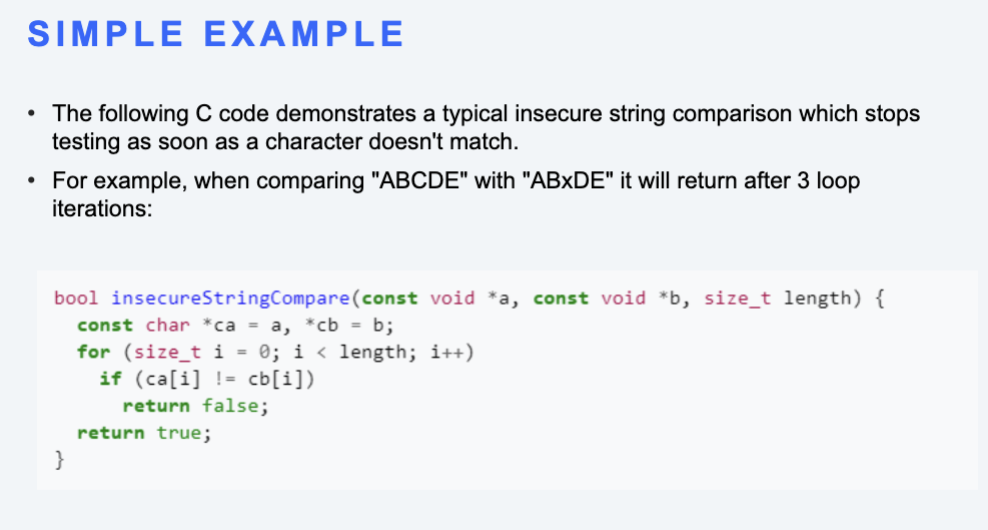 SIMPLE EXAMPLE
• The following C code demonstrates a typical insecure string comparison which stops
testing as soon as a character doesn't match.
• For example, when comparing "ABCDE" with "ABxDE" it will return after 3 loop
iterations:
bool insecureStringCompare(const void *a, const void *b, size_t length) {
  const char *ca = a, *cb = b;
  for (size_t i = 0; i < length; i++)
    if (ca[i] != cb[i])
      return false;
  return true;
}